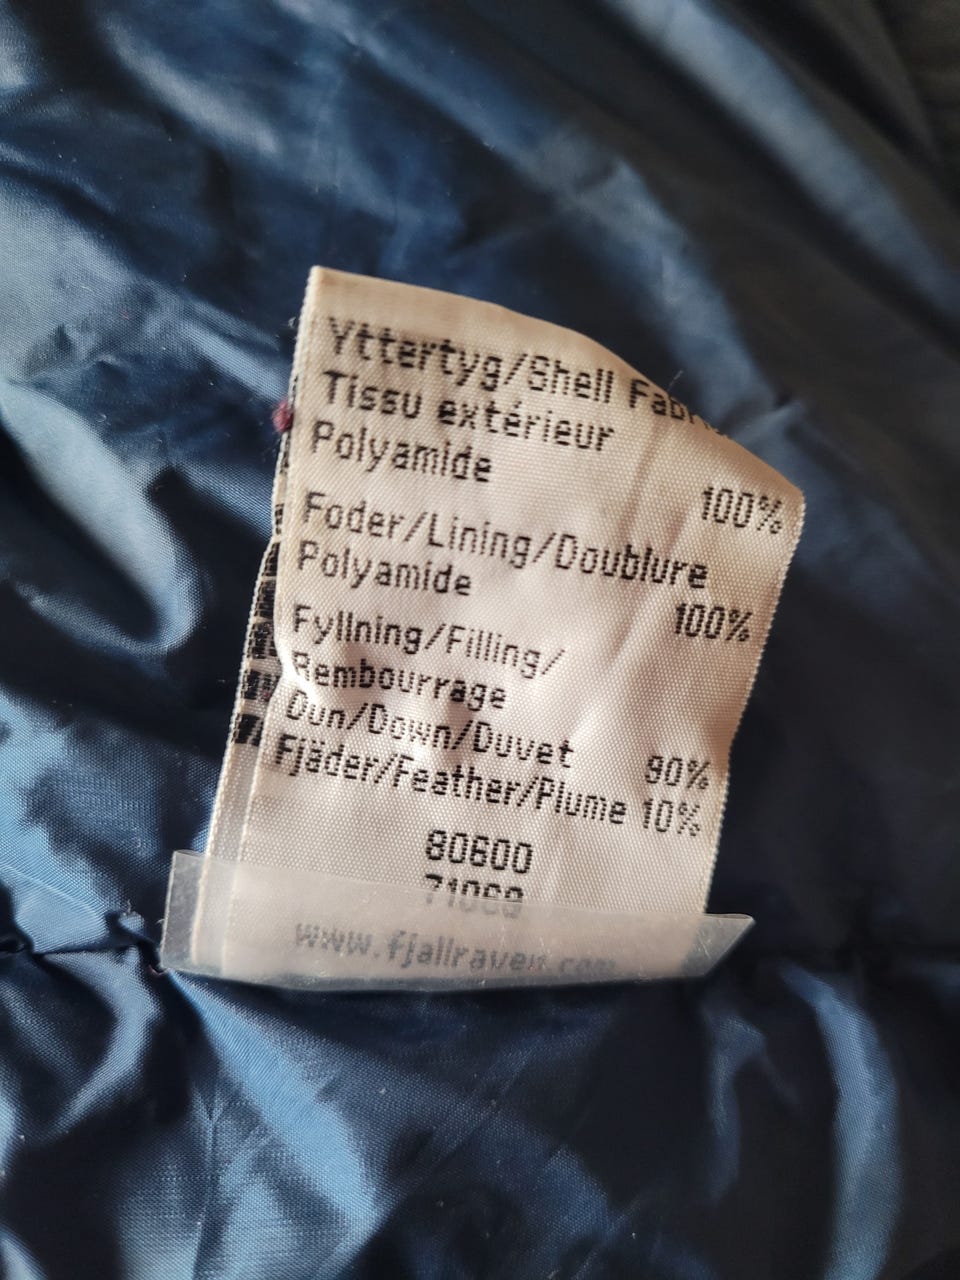 Yttertyg/Shell
Tissu extérieur
Polyamide 100%
Foder/Lining/Doublure
Polyamide 100%
Fyllning/Filling/
Rembourrage
Dun/Down/Duvet 90%
Fjäder/Feather/Plume 10%
80600
www.fjallraven.com